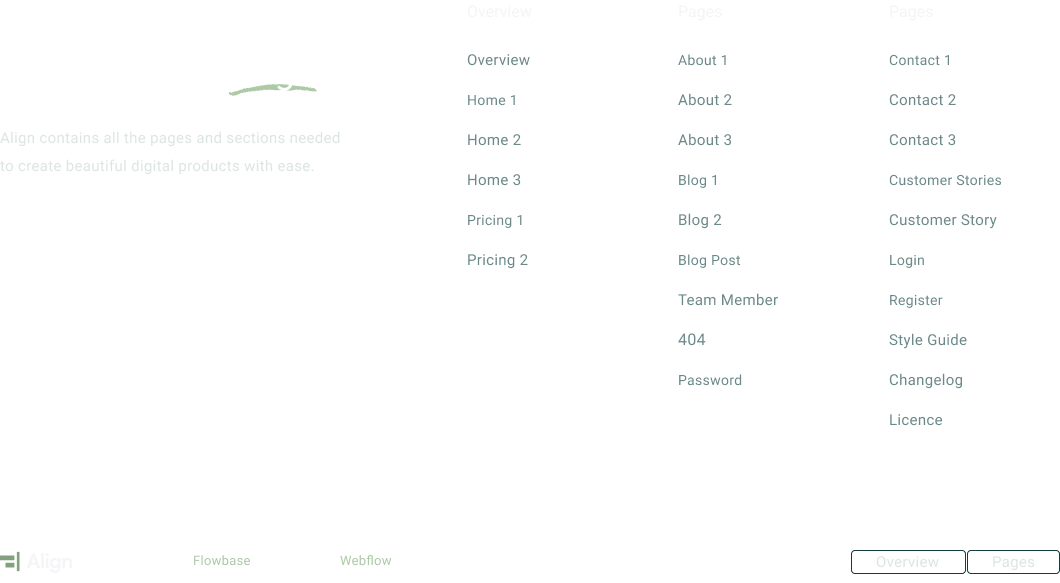 Align contains all the pages and sections needed
to create beautiful digital products with ease.
Overview
Overview
Home 1
Home 2
Home 3
Pricing 1
Pricing 2
Pages
About 1
About 2
About 3
Blog 1
Blog 2
Blog Post
Team Member
404
Password
Pages
Contact 1
Contact 2
Contact 3
Customer Stories
Customer Story
Login
Register
Style Guide
Changelog
Licence
Align
Flowbase
Webflow
Overview
Pages